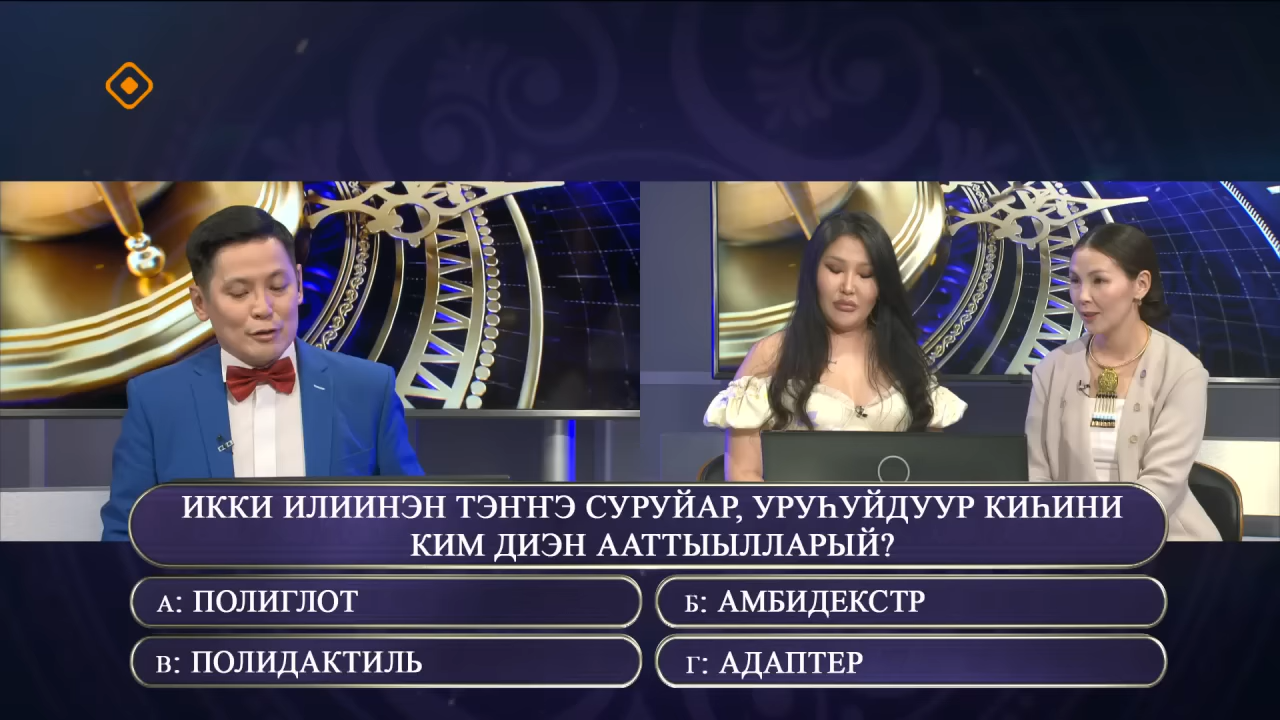 ИККИ ИЛИИНЭН ТЭҤҤЭ СУРУЙАР, УРУҺУЙДУУР КИҺИНИ
КИМ ДИЭН ААТТЫЫЛЛАРЫЙ?
А: ПОЛИГЛОТ
Б: АМБИДЕКСТР
В: ПОЛИДАКТИЛЬ
Г: АДАПТЕР